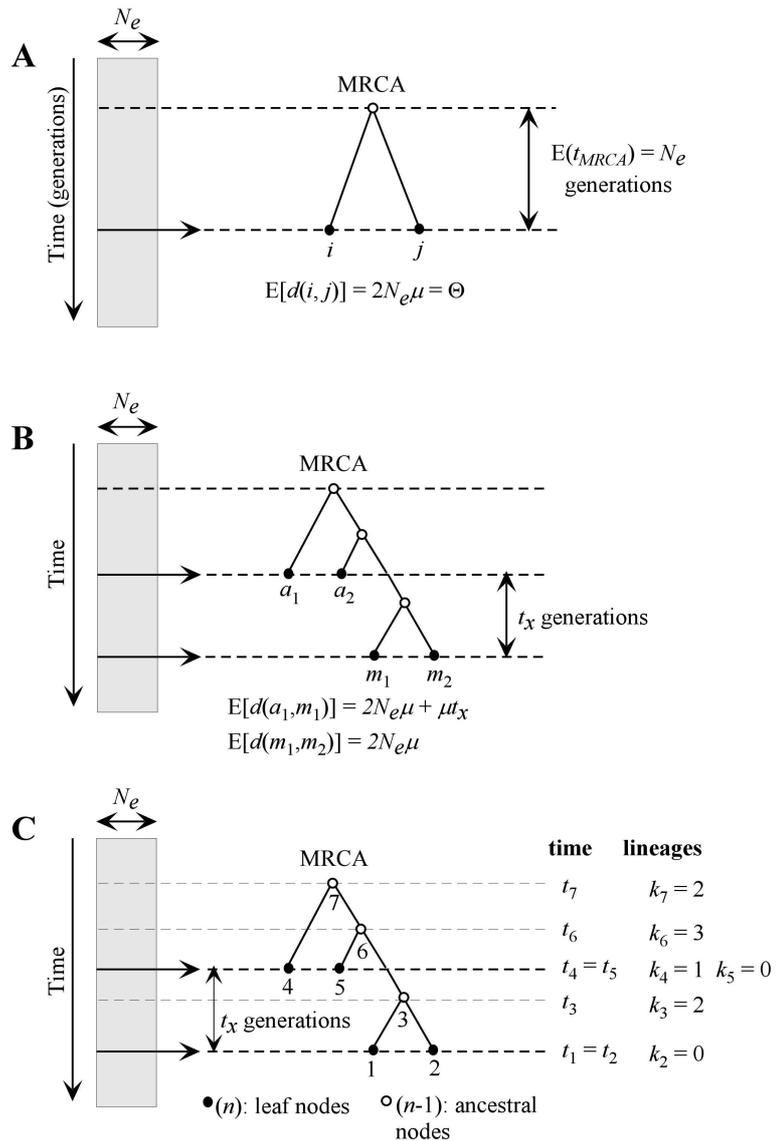 A
Nₑ
Time (generations)
MRCA
E(t_MRCA) = Nₑ
generations
i j
E[d(i, j)] = 2Nₑμ = Θ
B
Nₑ
Time
MRCA
a₁ a₂
tₓ generations
m₁ m₂
E[d(a₁,m₁)] = 2Nₑμ + μtₓ
E[d(m₁,m₂)] = 2Nₑμ
C
Nₑ
Time
time lineages
MRCA
7 t₇ k₇ = 2
6 t₆ k₆ = 3
4 5 t₄ = t₅ k₄ = 1 k₅ = 0
3 t₃ k₃ = 2
tₓ generations
1 2 t₁ = t₂ k₂ = 0
(n): leaf nodes (n-1): ancestral
nodes